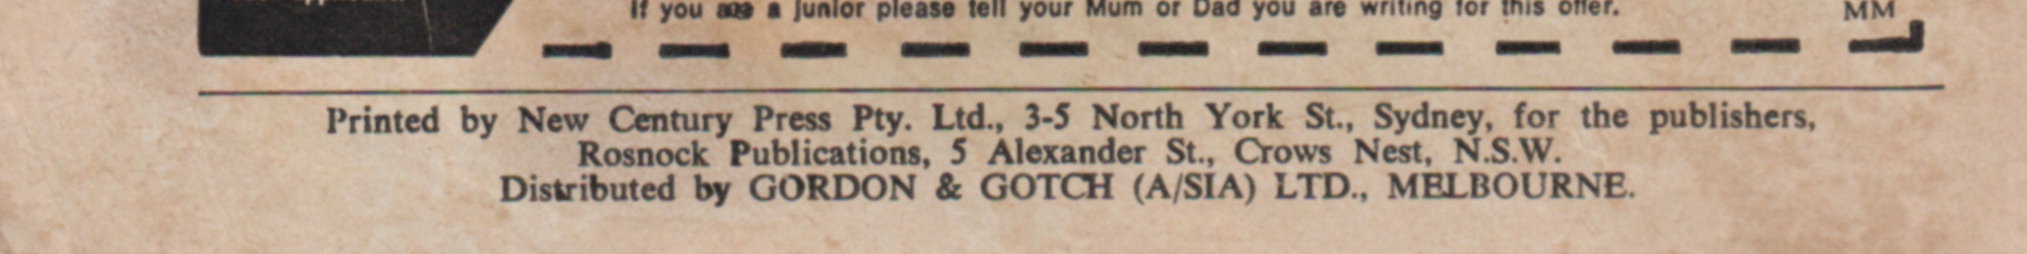 If you are a Junior please tell your Mum or Dad you are writing for this offer.
MM
Printed by New Century Press Pty. Ltd., 3-5 North York St., Sydney, for the publishers,
Rosnock Publications, 5 Alexander St., Crows Nest, N.S.W.
Distributed by GORDON & GOTCH (A/SIA) LTD., MELBOURNE.